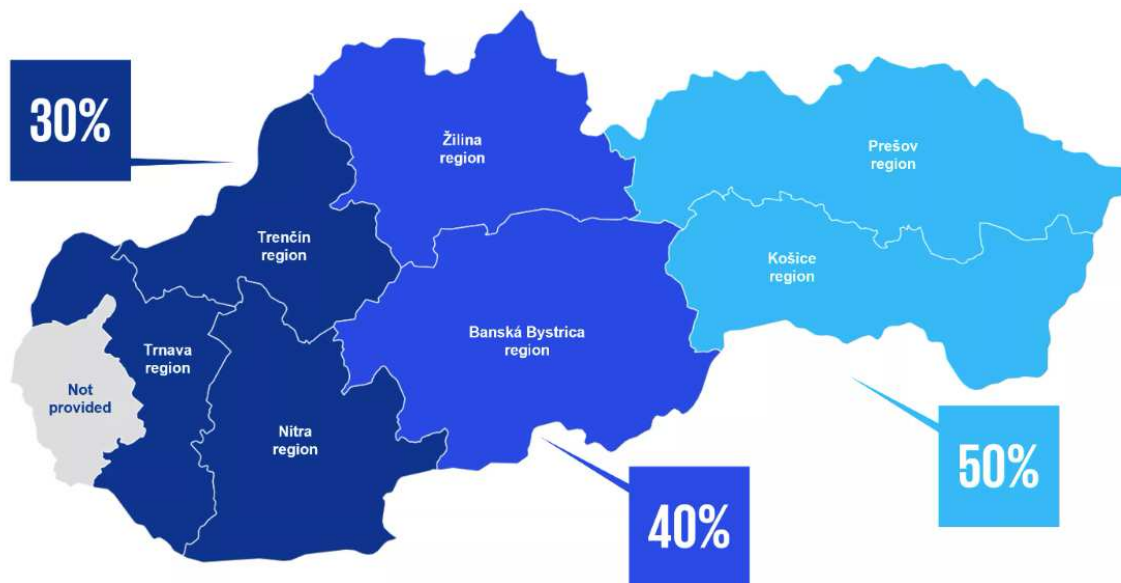 30%
Žilina
region
Prešov
region
Trenčín
region
Košice
region
Banská Bystrica
region
Trnava
region
Not
provided
Nitra
region
50%
40%